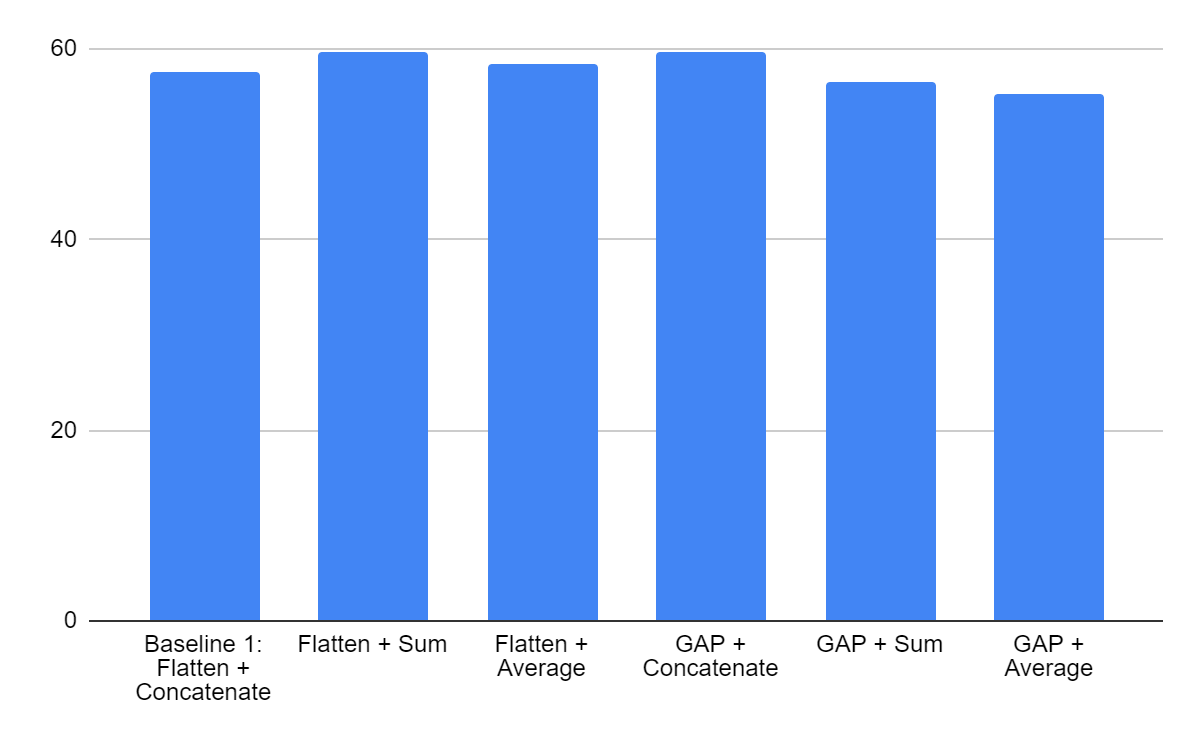 60
40
20
0
Baseline 1:
Flatten +
Concatenate
Flatten + Sum
Flatten +
Average
GAP +
Concatenate
GAP + Sum
GAP +
Average